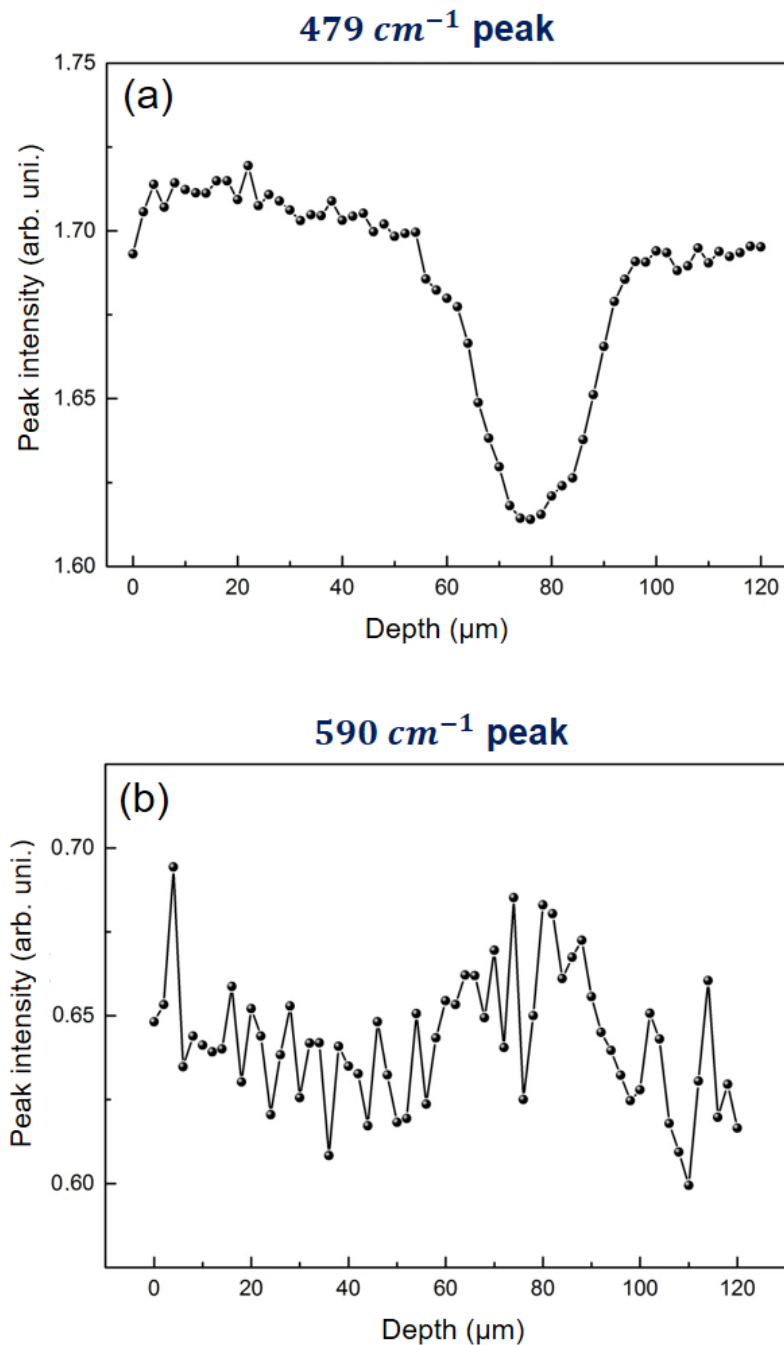 479 cm⁻¹ peak
(a)
1.75
1.70
1.65
1.60
Peak intensity (arb. uni.)
0 20 40 60 80 100 120
Depth (µm)
590 cm⁻¹ peak
(b)
0.70
0.65
0.60
Peak intensity (arb. uni.)
0 20 40 60 80 100 120
Depth (µm)